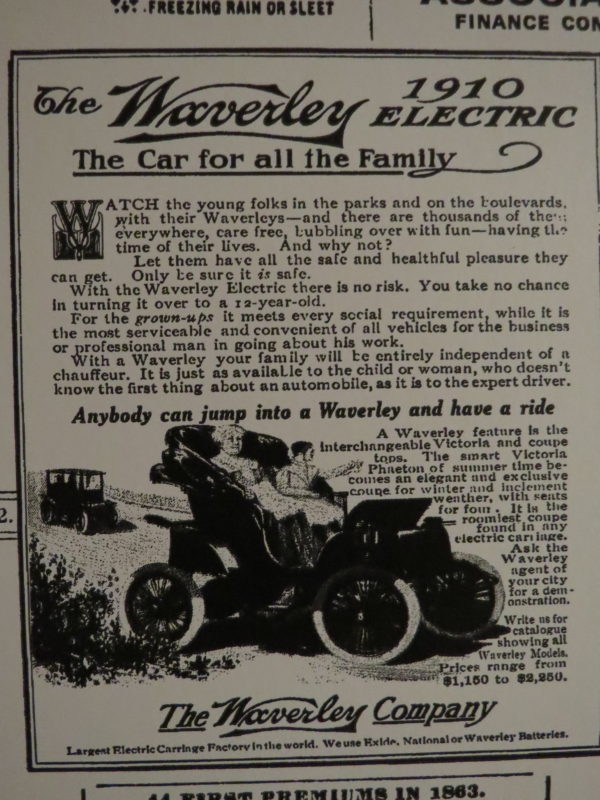 FREEZING RAIN OR SLEET
FINANCE
The Waverley 1910 ELECTRIC
The Car for all the Family
WATCH the young folks in the parks and on the boulevards,
with their Waverleys—and there are thousands of them
everywhere, care free, bubbling over with fun—having the
time of their lives. And why not?
Let them have all the safe and healthful pleasure they
can get. Only be sure it is safe.
With the Waverley Electric there is no risk. You take no chance
in turning it over to a 12-year-old.
For the grown-ups it meets every social requirement, while it is
the most serviceable and convenient of all vehicles for the business
or professional man in going about his work.
With a Waverley your family will be entirely independent of a
chauffeur. It is just as available to the child or woman, who doesn't
know the first thing about an automobile, as it is to the expert driver.
Anybody can jump into a Waverley and have a ride
A Waverley feature is the
interchangeable Victoria and coupe
tops. The smart Victoria
Phaeton of summer time be-
comes an elegant and exclusive
coupe for winter and inclement
weather, with seats
for four. It is the
roomiest coupe
found in any
electric carriage.
Ask the
Waverley
agent of
your city
for a dem-
onstration.
Write us for
catalogue
showing all
Waverley Models.
Prices range from
$1,150 to $2,250.
2.
The Waverley Company
Largest Electric Carriage Factory in the world. We use Exide, National or Waverley Batteries.
44 FIRST PREMIUMS IN 1863.